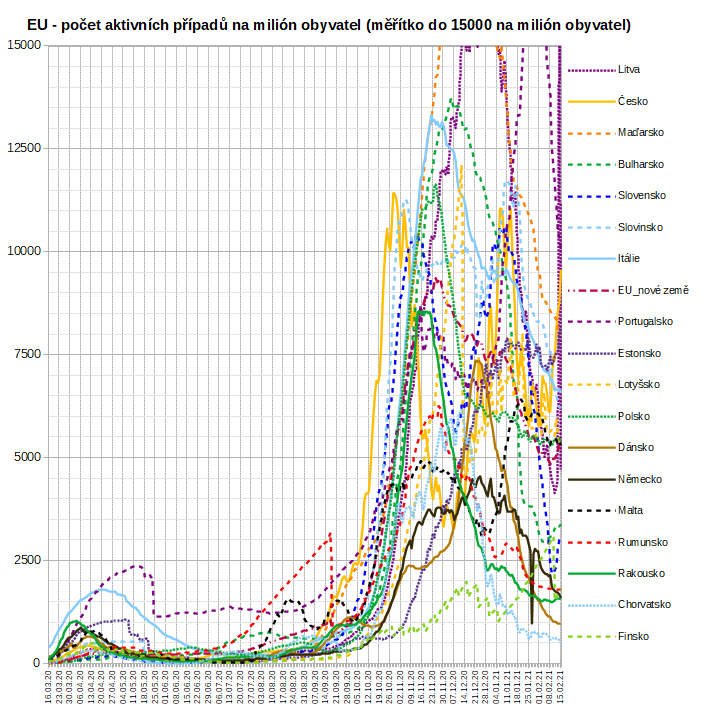 EU - počet aktivních případů na milión obyvatel (měřítko do 15000 na milión obyvatel)
15000
12500
10000
7500
5000
2500
0
16.03.20
23.03.20
30.03.20
6.04.20
13.04.20
20.04.20
27.04.20
04.05.20
11.05.20
18.05.20
25.05.20
01.06.20
08.06.20
15.06.20
22.06.20
29.06.20
06.07.20
13.07.20
20.07.20
27.07.20
03.08.20
10.08.20
17.08.20
24.08.20
31.08.20
07.09.20
14.09.20
21.09.20
28.09.20
05.10.20
12.10.20
19.10.20
26.10.20
02.11.20
09.11.20
16.11.20
23.11.20
30.11.20
07.12.20
14.12.20
21.12.20
28.12.20
04.01.21
11.01.21
18.01.21
25.01.21
01.02.21
08.02.21
15.02.21
Litva
Česko
Maďarsko
Bulharsko
Slovensko
Slovinsko
Itálie
EU_nové země
Portugalsko
Estonsko
Lotyšsko
Polsko
Dánsko
Německo
Malta
Rumunsko
Rakousko
Chorvatsko
Finsko